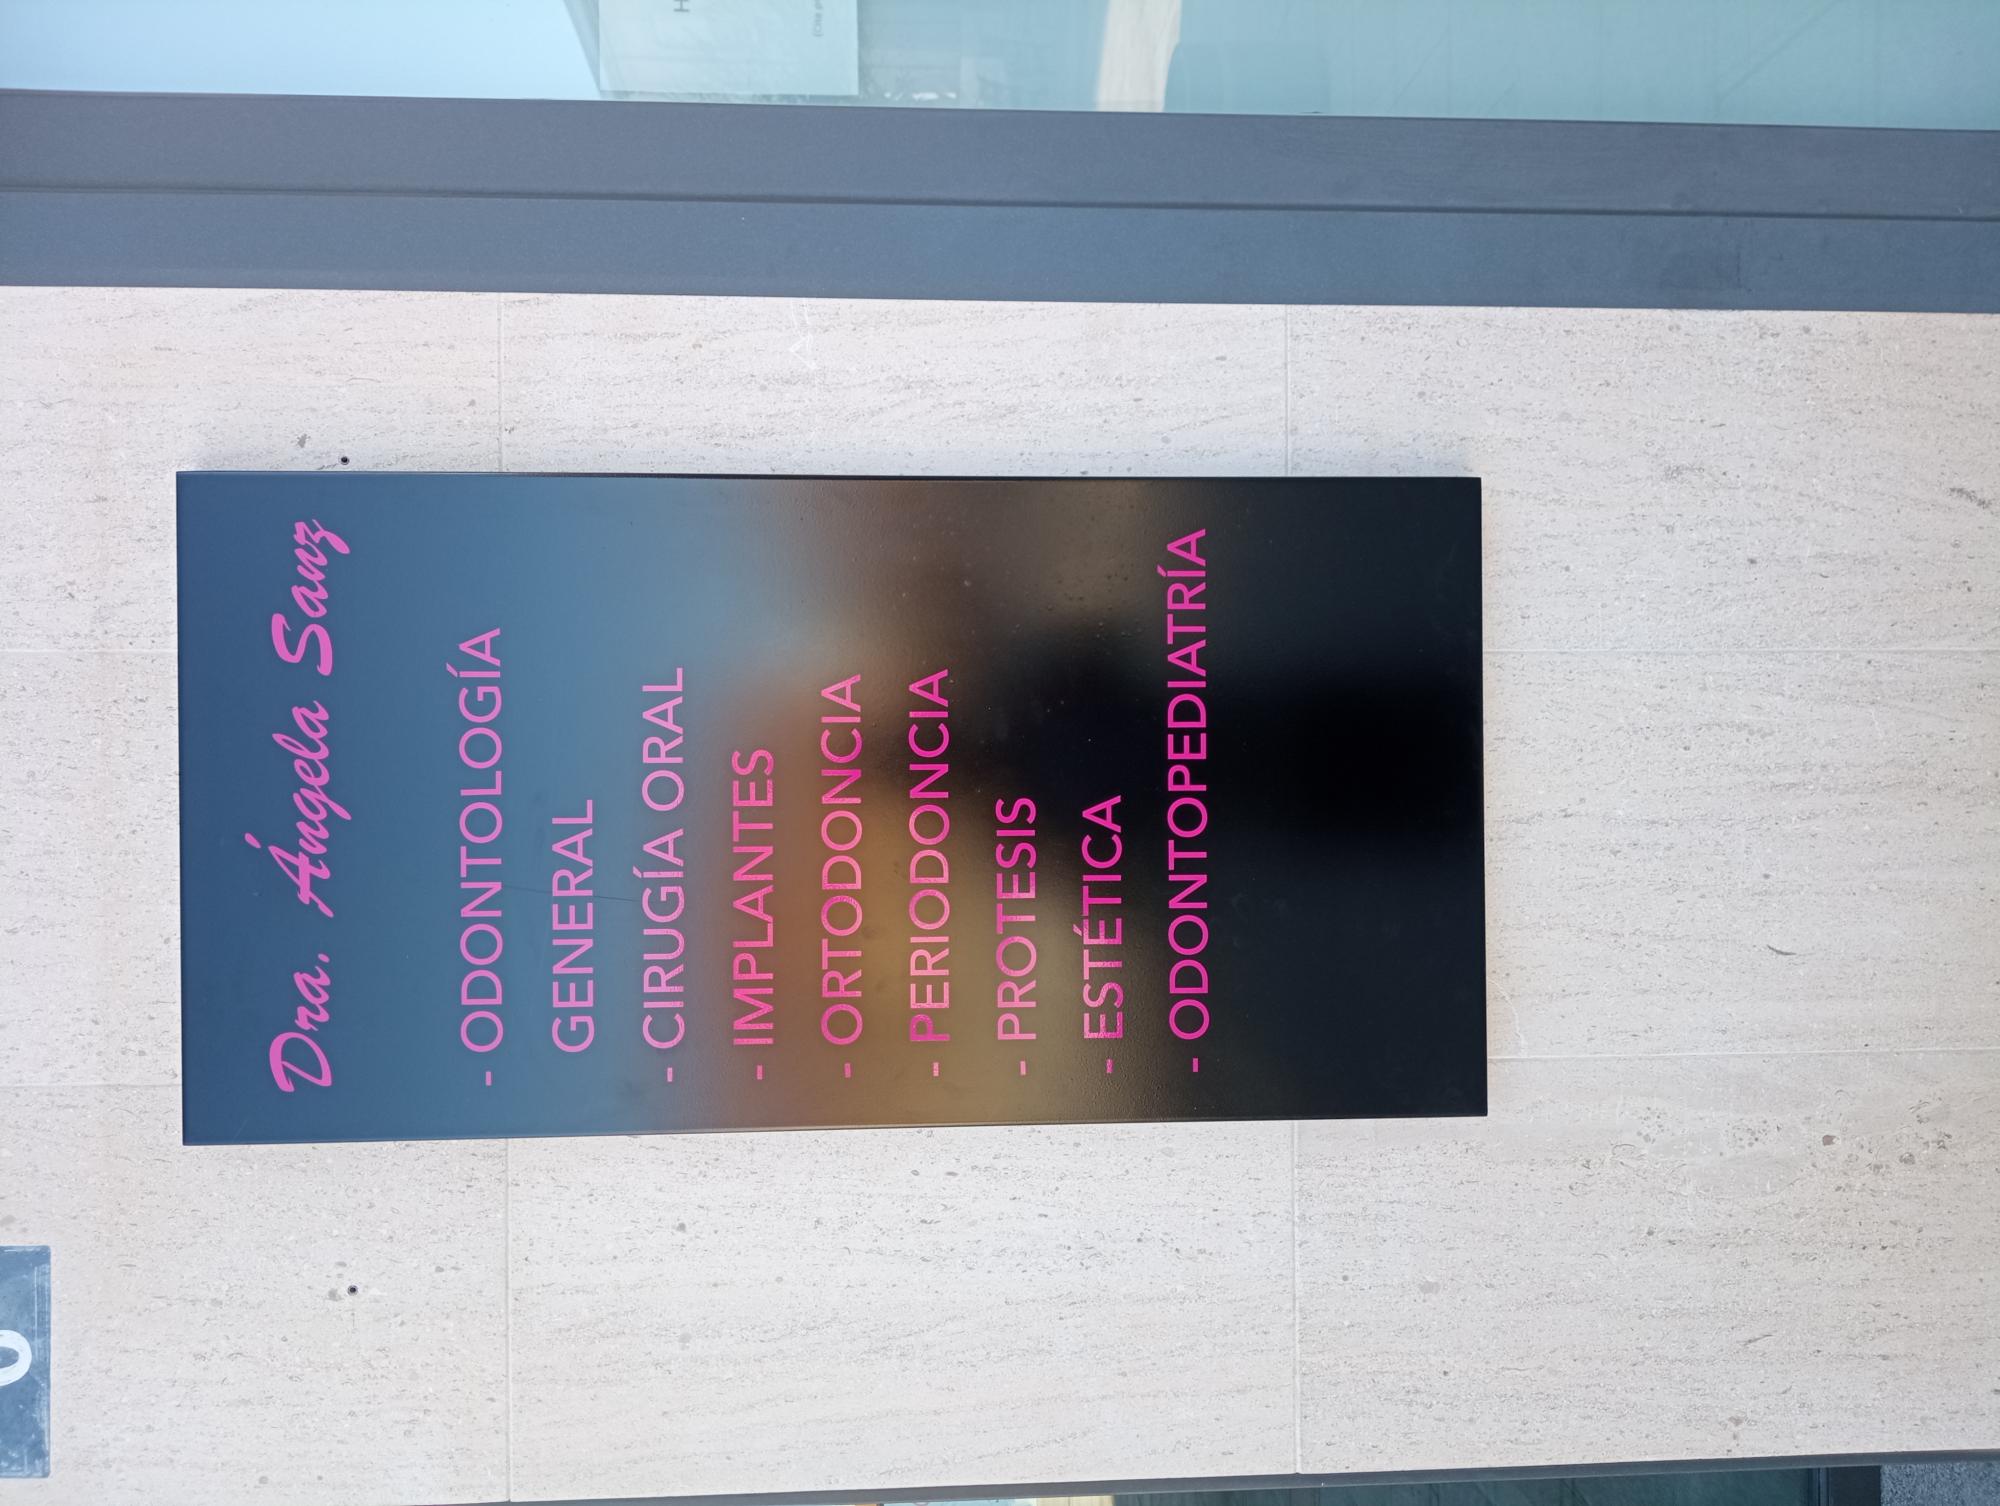 Dra. Ángela Sanz
- ODONTOLOGÍA
GENERAL
- CIRUGÍA ORAL
- IMPLANTES
- ORTODONCIA
- PERIODONCIA
- PROTESIS
- ESTÉTICA
- ODONTOPEDIATRÍA